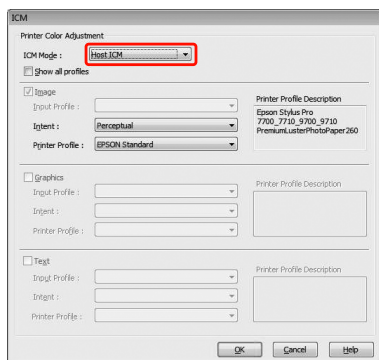 ICM
Printer Color Adjustment
ICM Mode : Host ICM
Show all profiles
Image
Input Profile :
Intent : Perceptual
Printer Profile : EPSON Standard
Printer Profile Description
Epson Stylus Pro
7700_7710_9700_9710
PremiumLusterPhotoPaper260
Graphics
Input Profile :
Intent :
Printer Profile :
Printer Profile Description
Text
Input Profile :
Intent :
Printer Profile :
Printer Profile Description
OK Cancel Help